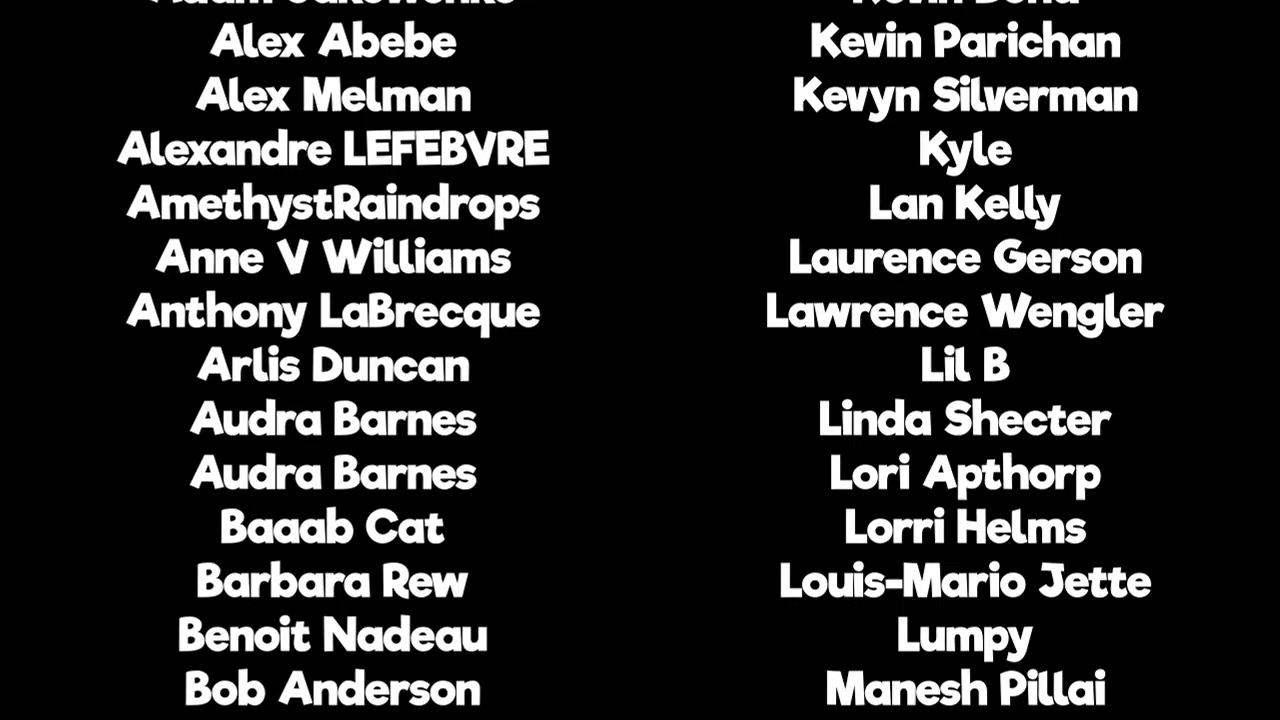 Alex Abebe
Alex Melman
Alexandre LEFEBVRE
AmethystRaindrops
Anne V Williams
Anthony LaBrecque
Arlis Duncan
Audra Barnes
Audra Barnes
Baaab Cat
Barbara Rew
Benoit Nadeau
Bob Anderson
Kevin Parichan
Kevyn Silverman
Kyle
Lan Kelly
Laurence Gerson
Lawrence Wengler
Lil B
Linda Shecter
Lori Apthorp
Lorri Helms
Louis-Mario Jette
Lumpy
Manesh Pillai